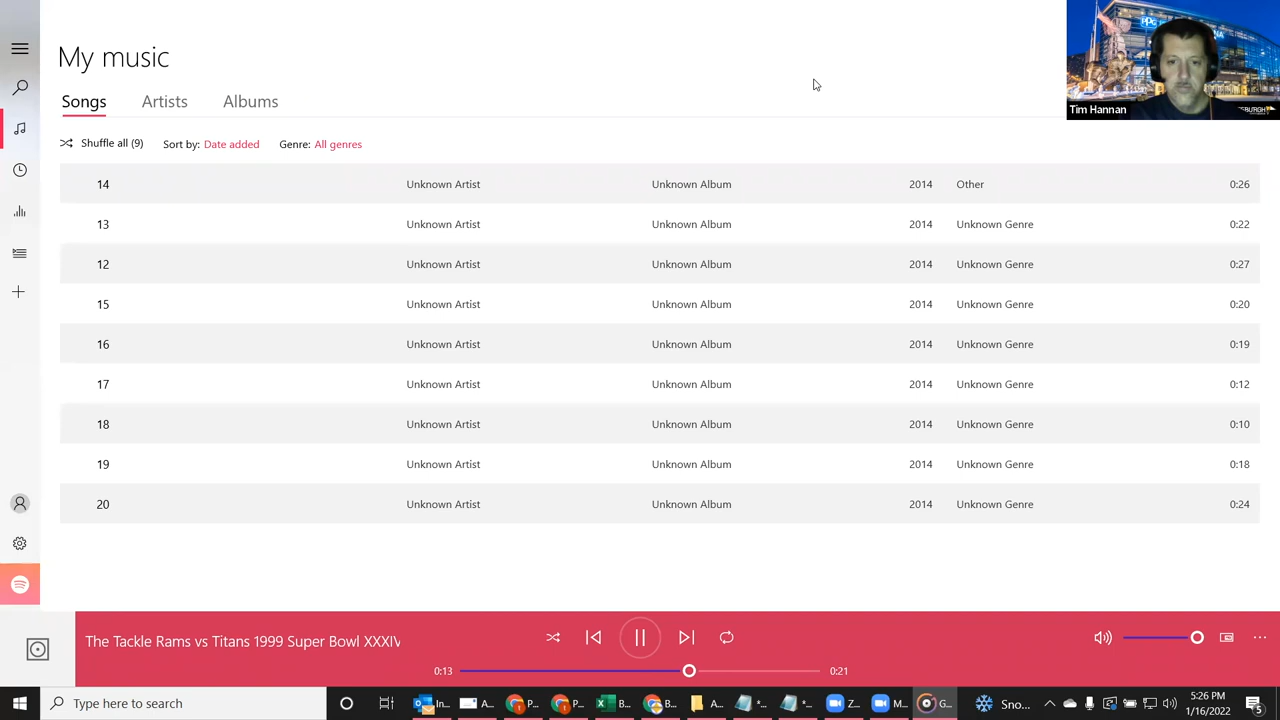 My music
PPG
Songs Artists Albums
Tim Hannan
Shuffle all (9) Sort by: Date added Genre: All genres
14 Unknown Artist Unknown Album 2014 Other 0:26
13 Unknown Artist Unknown Album 2014 Unknown Genre 0:22
12 Unknown Artist Unknown Album 2014 Unknown Genre 0:27
15 Unknown Artist Unknown Album 2014 Unknown Genre 0:20
16 Unknown Artist Unknown Album 2014 Unknown Genre 0:19
17 Unknown Artist Unknown Album 2014 Unknown Genre 0:12
18 Unknown Artist Unknown Album 2014 Unknown Genre 0:10
19 Unknown Artist Unknown Album 2014 Unknown Genre 0:18
20 Unknown Artist Unknown Album 2014 Unknown Genre 0:24
The Tackle Rams vs Titans 1999 Super Bowl XXXIV
0:13 0:21
Type here to search In... A... P... P... B... B... A... *... *... Z... M... G... Sno... 5:26 PM
1/16/2022 5